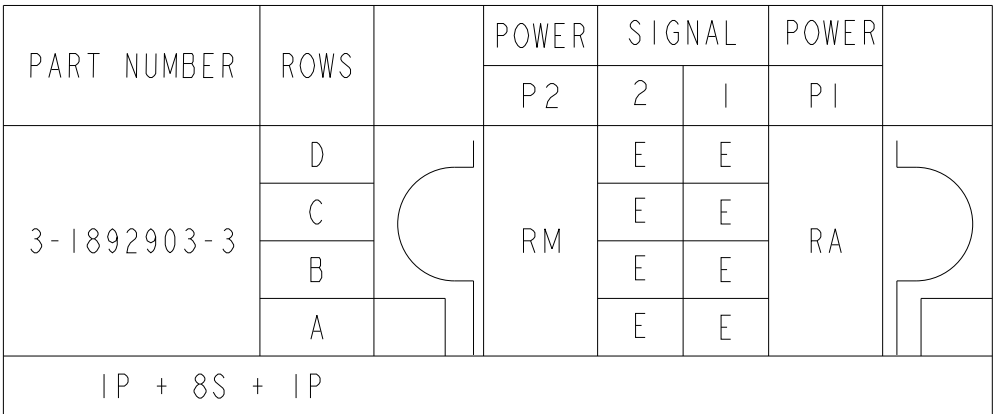 PART NUMBER ROWS POWER SIGNAL POWER
P2 2 1 P1
D E E
C E E
3-1892903-3 RM RA
B E E
A E E
1P + 8S + 1P